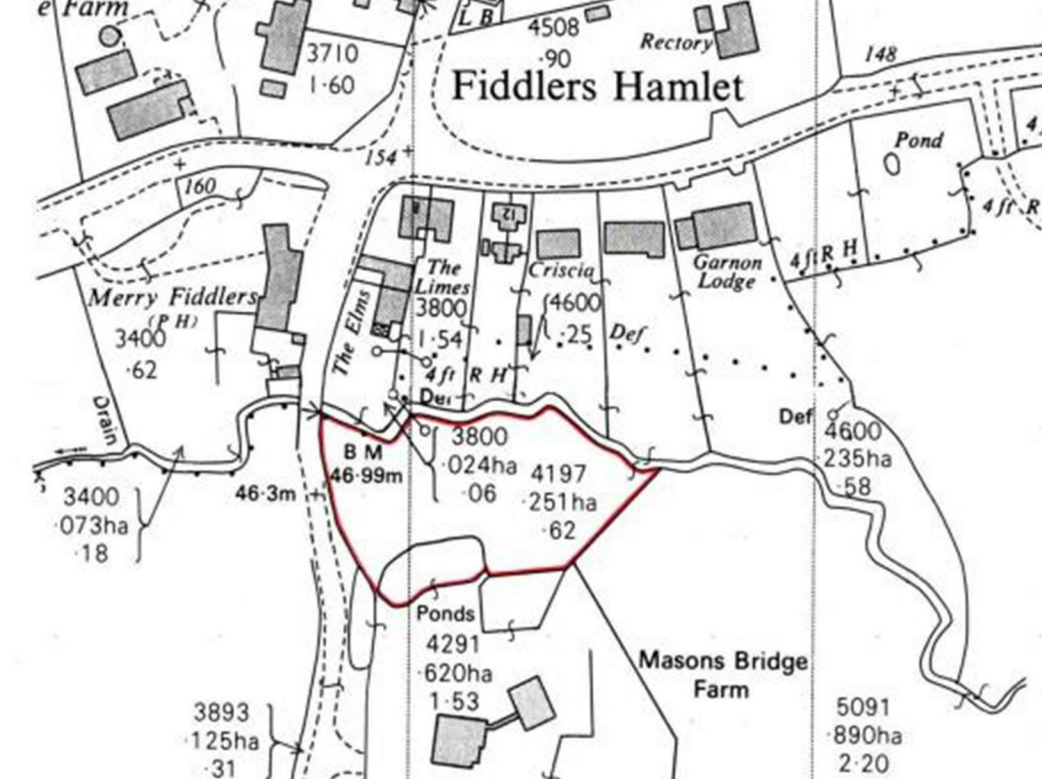 e Farm
L B
4508
·90
Rectory
148
3710
1·60
Fiddlers Hamlet
154
Pond
4
160
4 ft R
8
12
4 ft R H
Garnon
Lodge
The
Limes
3800
1·54
Criscia
4600
·25
Def
The Elms
Merry Fiddlers
(P H)
3400
·62
4 ft R H
Def
Def
Drain
B M
46·99m
3800
·024ha
·06
4197
·251ha
·62
4600
·235ha
·58
46·3m
3400
·073ha
·18
Ponds
4291
·620ha
1·53
Masons Bridge
Farm
3893
·125ha
·31
5091
·890ha
2·20